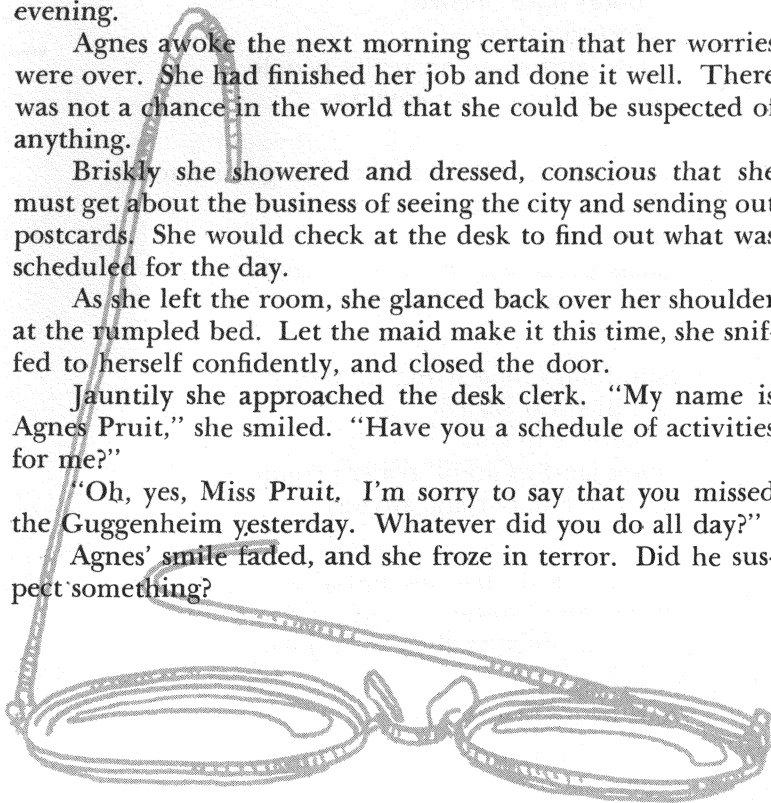 evening.
Agnes awoke the next morning certain that her worries
were over. She had finished her job and done it well. There
was not a chance in the world that she could be suspected of
anything.
Briskly she showered and dressed, conscious that she
must get about the business of seeing the city and sending out
postcards. She would check at the desk to find out what was
scheduled for the day.
As she left the room, she glanced back over her shoulder
at the rumpled bed. Let the maid make it this time, she snif-
fed to herself confidently, and closed the door.
Jauntily she approached the desk clerk. “My name is
Agnes Pruit,” she smiled. “Have you a schedule of activities
for me?”
“Oh, yes, Miss Pruit. I'm sorry to say that you missed
the Guggenheim yesterday. Whatever did you do all day?”
Agnes’ smile faded, and she froze in terror. Did he sus-
pect something?